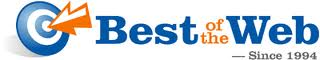 Best of the Web
— Since 1994